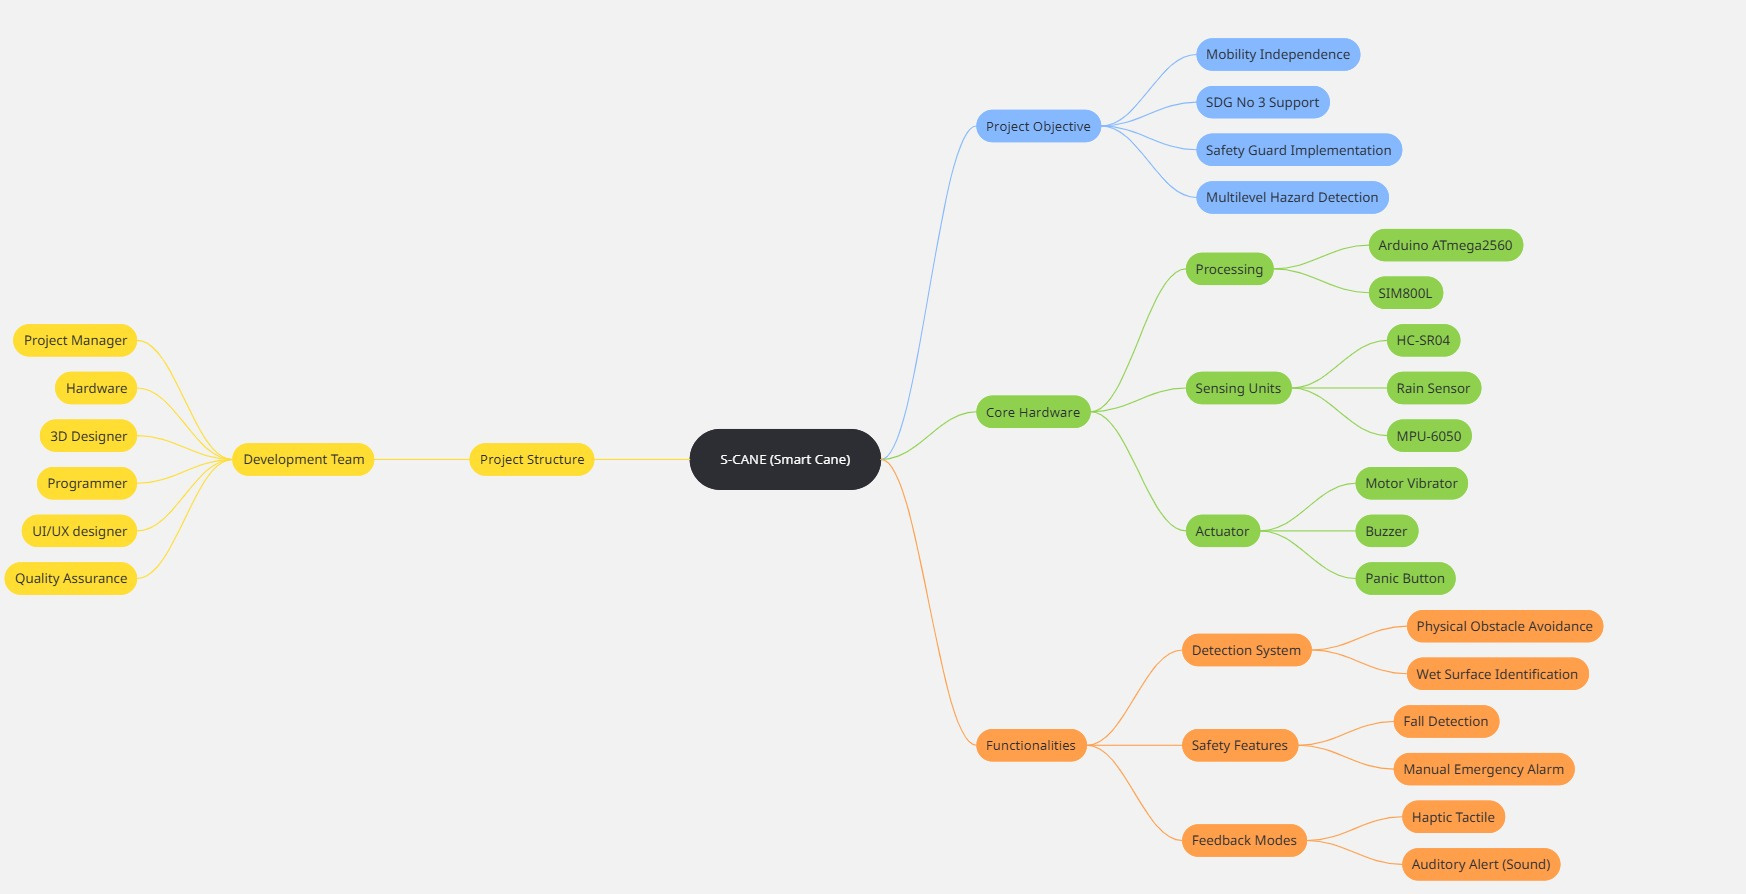 S-CANE (Smart Cane)
Project Objective
Mobility Independence
SDG No 3 Support
Safety Guard Implementation
Multilevel Hazard Detection
Core Hardware
Processing
Arduino ATmega2560
SIM800L
Sensing Units
HC-SR04
Rain Sensor
MPU-6050
Actuator
Motor Vibrator
Buzzer
Panic Button
Functionalities
Detection System
Physical Obstacle Avoidance
Wet Surface Identification
Safety Features
Fall Detection
Manual Emergency Alarm
Feedback Modes
Haptic Tactile
Auditory Alert (Sound)
Project Structure
Development Team
Project Manager
Hardware
3D Designer
Programmer
UI/UX designer
Quality Assurance